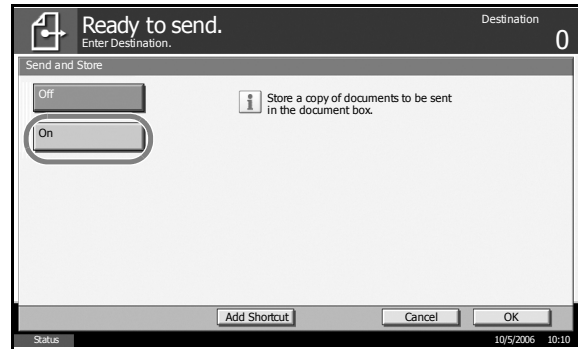 Ready to send.
Destination
Enter Destination.
0
Send and Store
Off
Store a copy of documents to be sent
in the document box.
On
Add Shortcut
Cancel
OK
Status
10/5/2006 10:10